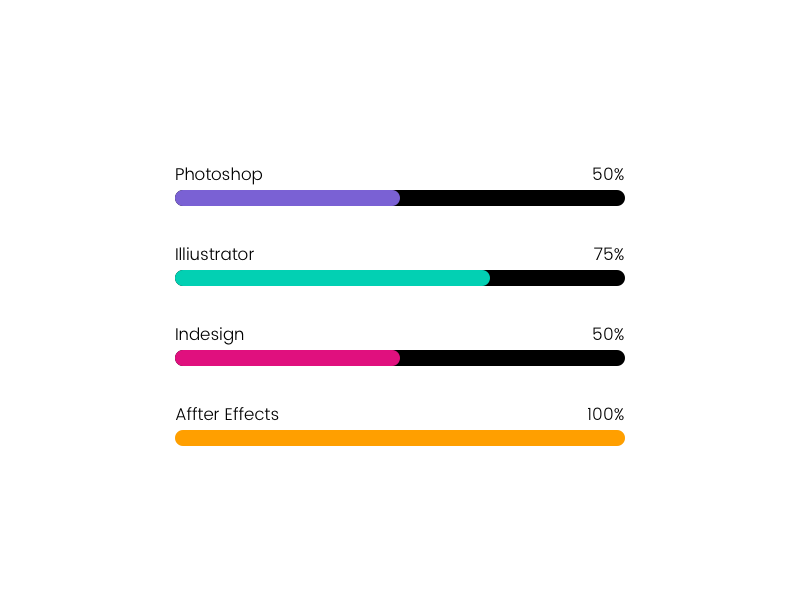 Photoshop 50%
Illiustrator 75%
Indesign 50%
Affter Effects 100%